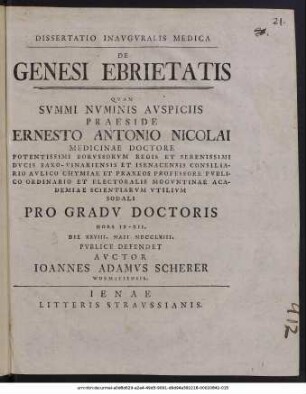 21.
DISSERTATIO INAVGVRALIS MEDICA
DE
GENESI EBRIETATIS
QVAM
SVMMI NVMINIS AVSPICIIS
PRAESIDE
ERNESTO ANTONIO NICOLAI
MEDICINAE DOCTORE
POTENTISSIMI BORVSSORVM REGIS ET SERENISSIMI
DVCIS SAXO-VINARIENSIS ET ISENACENSIS CONSILIA-
RIO AVLICO CHYMIAE ET PRAXEOS PROFESSORE PVBLI-
CO ORDINARIO ET ELECTORALIS MOGVNTINAE ACA-
DEMIAE SCIENTIARVM VTILIVM
SODALI
PRO GRADV DOCTORIS
HORIS
DIE XXVIII. MAII MDCCLXIII.
PVBLICE DEFENDET
AVCTOR
IOANNES ADAMVS SCHERER
WORMATIENSIS.
IENAE
LITTERIS STRAVSSIANIS.
412